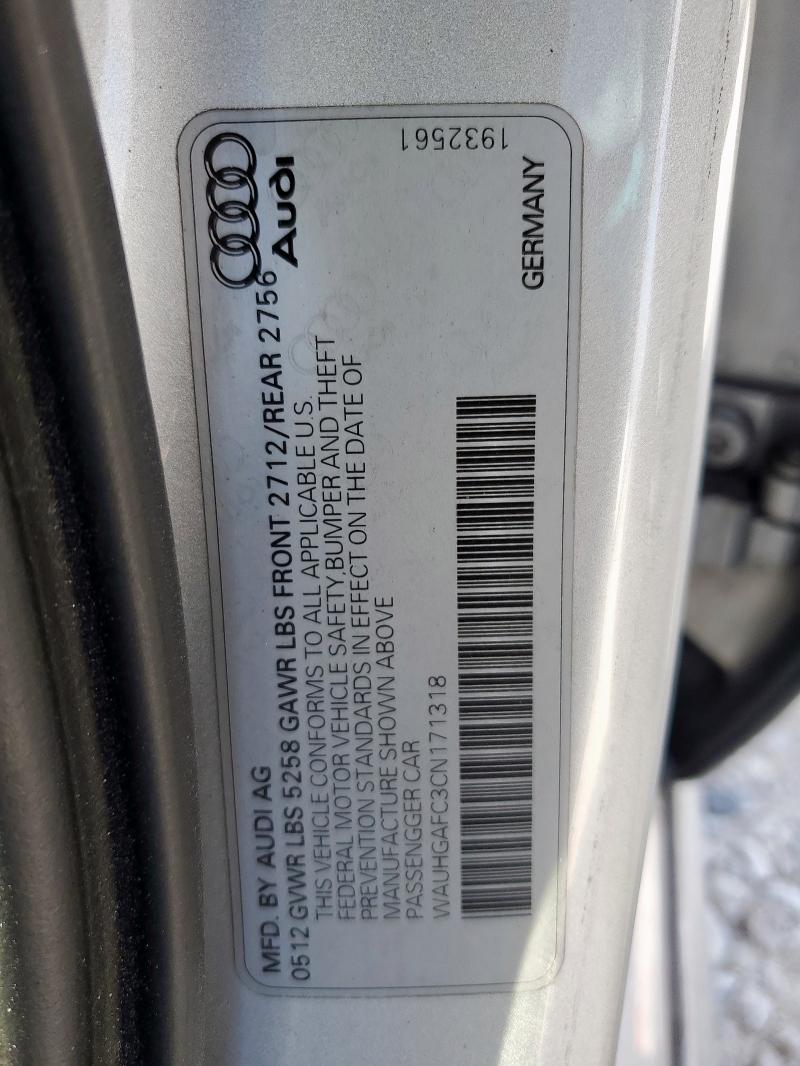 MFD. BY AUDI AG
0512 GVWR LBS 5258 GAWR LBS FRONT 2712/REAR 2756
THIS VEHICLE CONFORMS TO ALL APPLICABLE U.S.
FEDERAL MOTOR VEHICLE SAFETY,BUMPER AND THEFT
PREVENTION STANDARDS IN EFFECT ON THE DATE OF
MANUFACTURE SHOWN ABOVE
PASSENGGER CAR
WAUHGAFC3CN171318
Audi
GERMANY
1932561